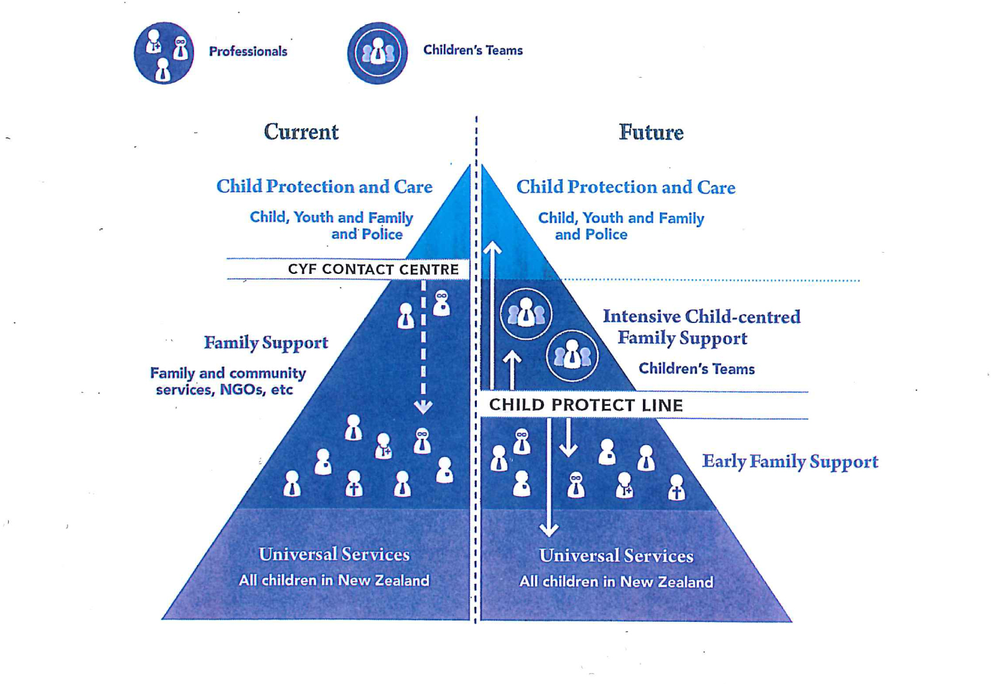 Professionals
Children's Teams
Current
Child Protection and Care
Child, Youth and Family
and Police
CYF CONTACT CENTRE
Family Support
Family and community
services, NGOs, etc
Universal Services
All children in New Zealand
Future
Child Protection and Care
Child, Youth and Family
and Police
Intensive Child-centred
Family Support
Children's Teams
CHILD PROTECT LINE
Early Family Support
Universal Services
All children in New Zealand